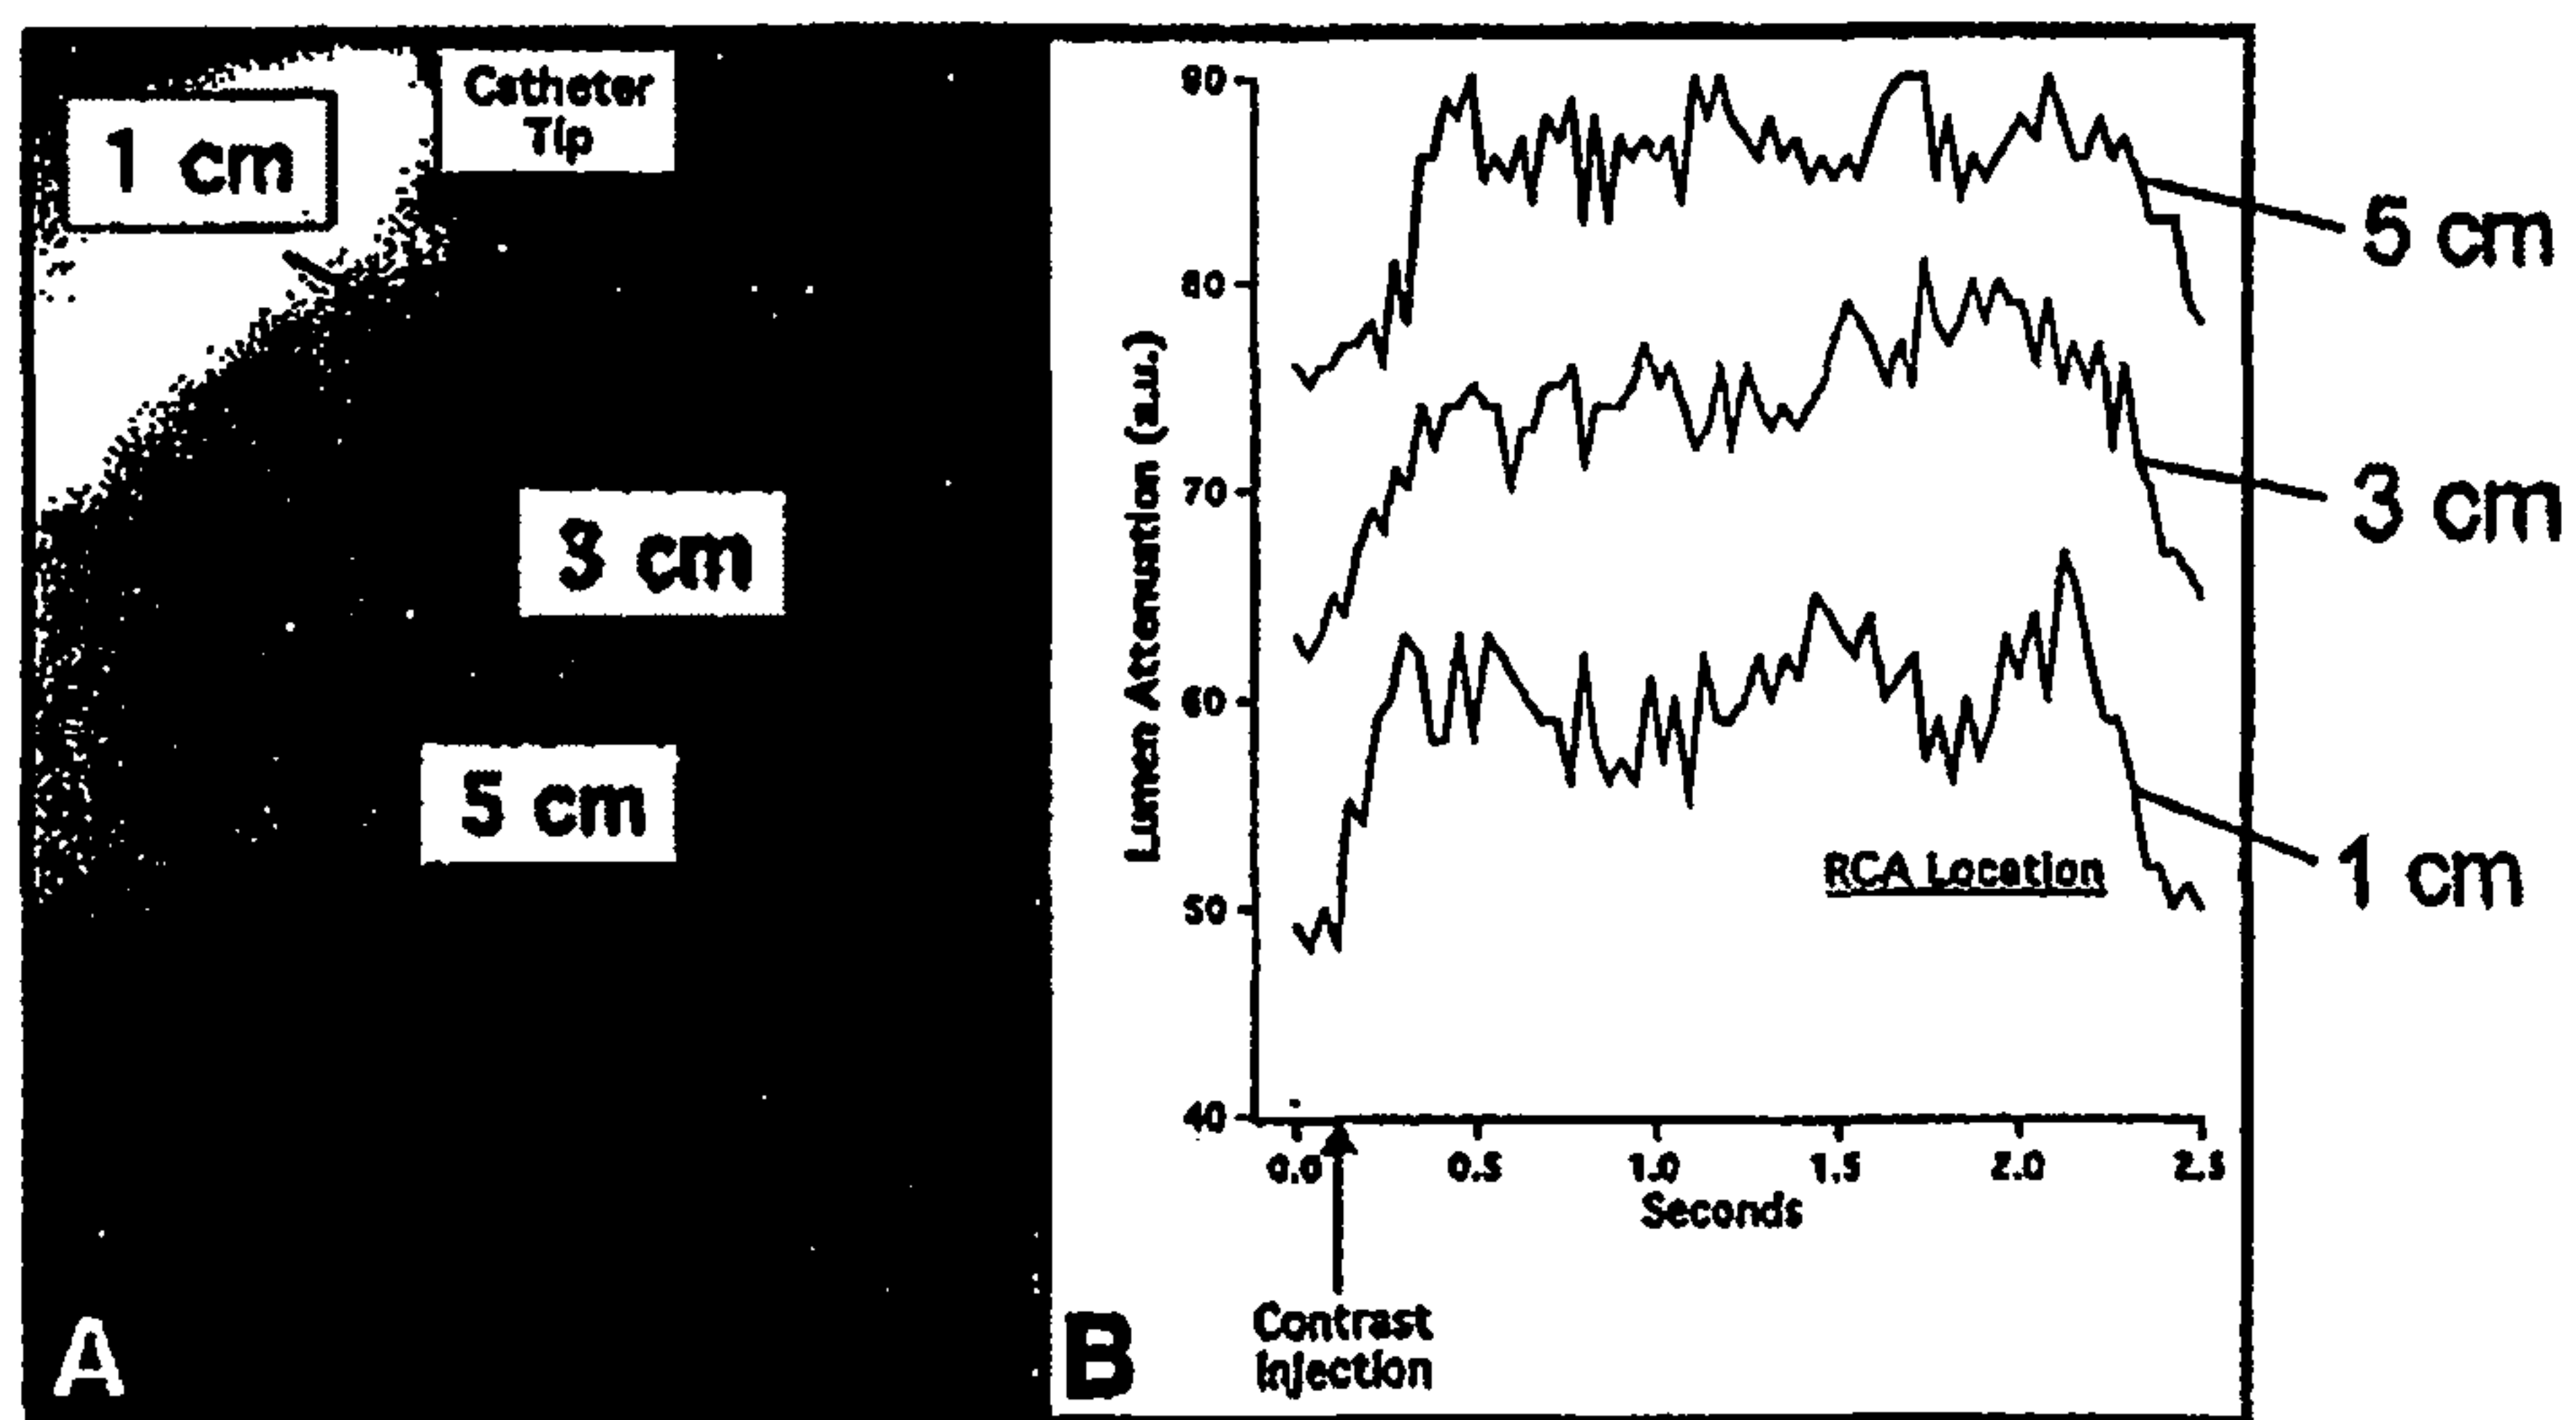 Catheter
Tip
1 cm
3 cm
5 cm
A
90
80
70
60
50
40
Lumen Attenuation (a.u.)
5 cm
3 cm
1 cm
RCA Location
0.0 0.5 1.0 1.5 2.0 2.5
Seconds
Contrast
Injection
B